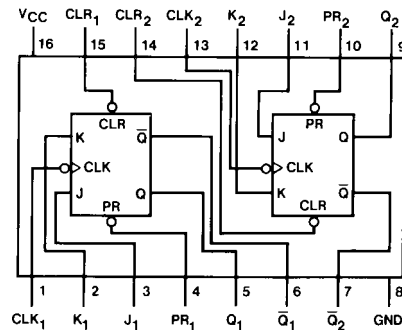 VCC CLR1 CLR2 CLK2 K2 J2 PR2 Q2
16 15 14 13 12 11 10 9
CLR PR
K Q̅ J Q
CLK CLK
J Q K Q̅
PR CLR
1 2 3 4 5 6 7 8
CLK1 K1 J1 PR1 Q1 Q̅1 Q̅2 GND